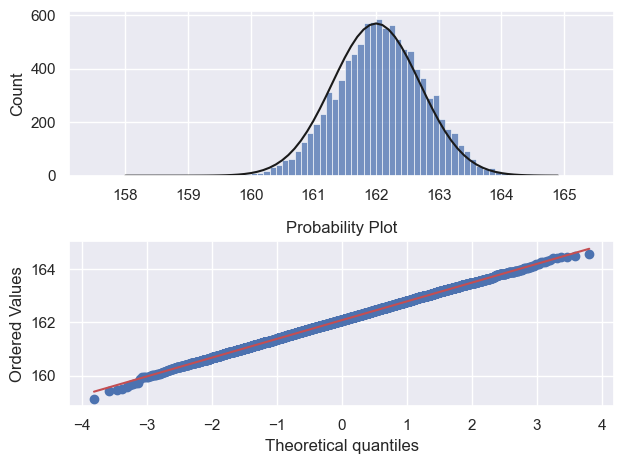 600
400
200
0
Count
158 159 160 161 162 163 164 165
Probability Plot
164
162
160
Ordered Values
−4 −3 −2 −1 0 1 2 3 4
Theoretical quantiles